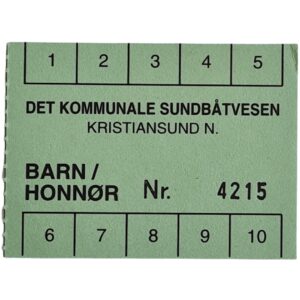 1 2 3 4 5
DET KOMMUNALE SUNDBÅTVESEN
KRISTIANSUND N.
BARN /
HONNØR Nr. 4215
6 7 8 9 10